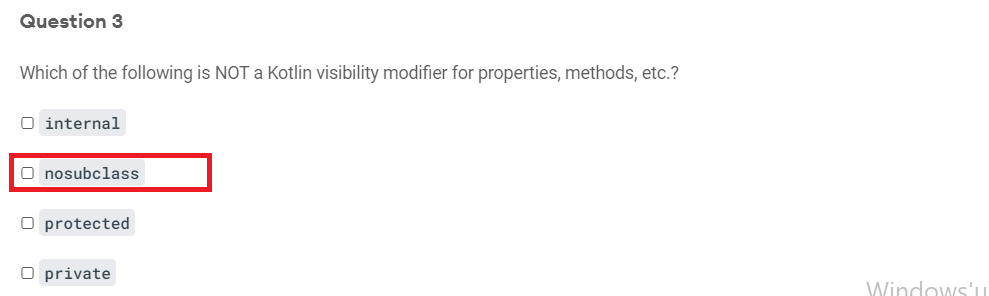 Question 3
Which of the following is NOT a Kotlin visibility modifier for properties, methods, etc.?
internal
nosubclass
protected
private
Windows'u